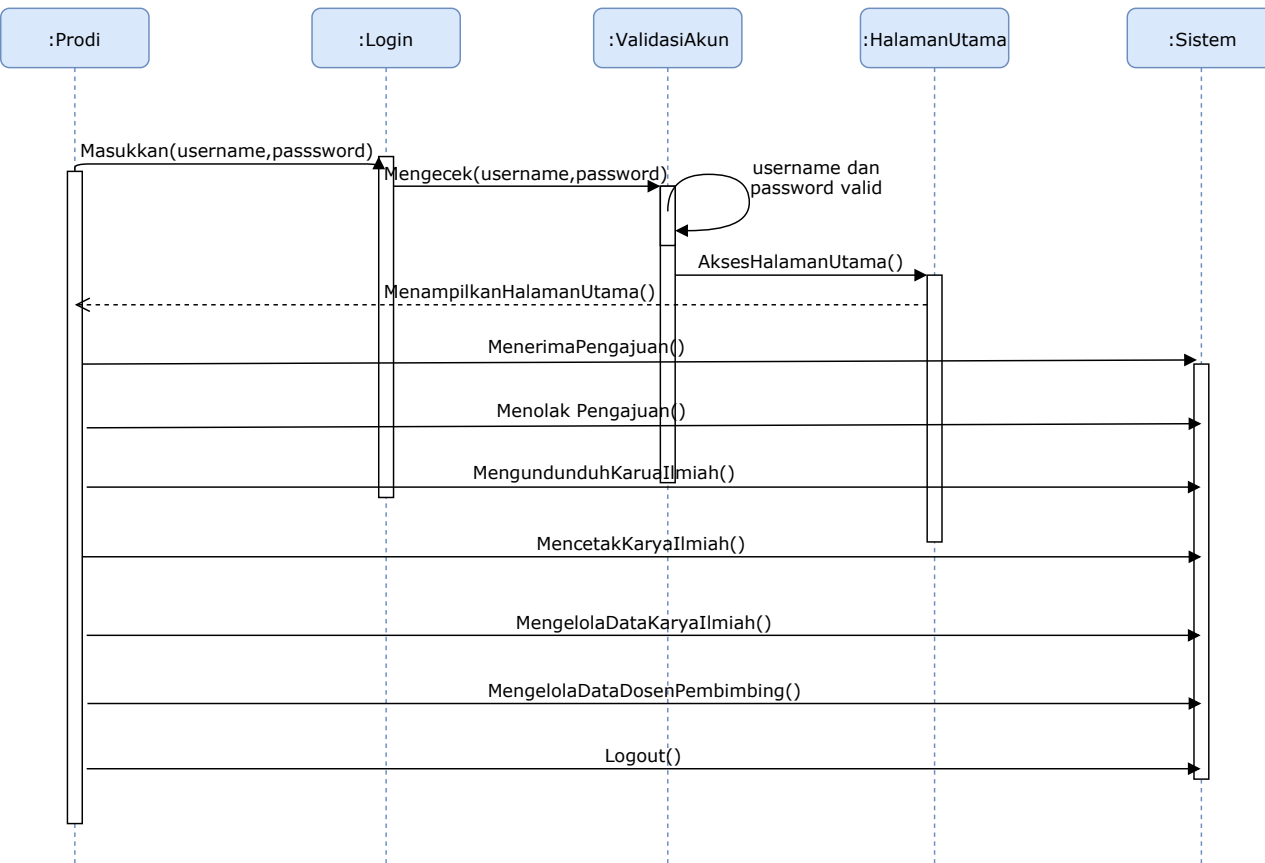 :Prodi
:Login
:ValidasiAkun
:HalamanUtama
:Sistem
Masukkan(username,passsword)
Mengecek(username,password)
username dan
password valid
AksesHalamanUtama()
MenampilkanHalamanUtama()
MenerimaPengajuan()
Menolak Pengajuan()
MengundunduhKaruaIlmiah()
MencetakKaryaIlmiah()
MengelolaDataKaryaIlmiah()
MengelolaDataDosenPembimbing()
Logout()